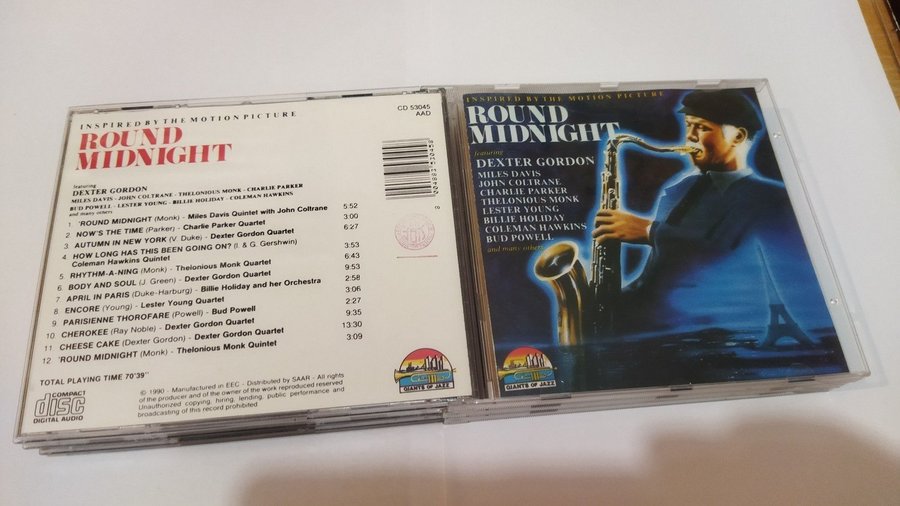 INSPIRED BY THE MOTION PICTURE
ROUND
MIDNIGHT
CD 53045
AAD
featuring
DEXTER GORDON
MILES DAVIS - JOHN COLTRANE - THELONIOUS MONK - CHARLIE PARKER
BUD POWELL - LESTER YOUNG - BILLIE HOLIDAY - COLEMAN HAWKINS
and many others
1. 'ROUND MIDNIGHT (Monk) - Miles Davis Quintet with John Coltrane 5:52
2. NOW'S THE TIME (Parker) - Charlie Parker Quartet 3:00
3. AUTUMN IN NEW YORK (V. Duke) - Dexter Gordon Quartet 6:27
4. HOW LONG HAS THIS BEEN GOING ON? (I. & G. Gershwin)
Coleman Hawkins Quintet 3:53
5. RHYTHM-A-NING (Monk) - Thelonious Monk Quartet 6:43
6. BODY AND SOUL (J. Green) - Dexter Gordon Quartet 9:53
7. APRIL IN PARIS (Duke-Harburg) - Billie Holiday and her Orchestra 2:58
8. ENCORE (Young) - Lester Young Quartet 3:06
9. PARISIENNE THOROFARE (Powell) - Bud Powell 2:27
10. CHEROKEE (Ray Noble) - Dexter Gordon Quartet 9:35
11. CHEESE CAKE (Dexter Gordon) - Dexter Gordon Quartet 13:30
12. 'ROUND MIDNIGHT (Monk) - Thelonious Monk Quintet 3:09
TOTAL PLAYING TIME 70'39"
COMPACT
disc
DIGITAL AUDIO
© 1990 - Manufactured in EEC - Distributed by SAAR - All rights
of the producer and of the owner of the work reproduced reserved
Unauthorized copying, hiring, lending, public performance and
broadcasting of this record prohibited
GIANTS OF JAZZ
INSPIRED BY THE MOTION PICTURE
ROUND
MIDNIGHT
featuring
DEXTER GORDON
MILES DAVIS
JOHN COLTRANE
CHARLIE PARKER
THELONIOUS MONK
LESTER YOUNG
BILLIE HOLIDAY
COLEMAN HAWKINS
BUD POWELL
and many others
GIANTS OF JAZZ